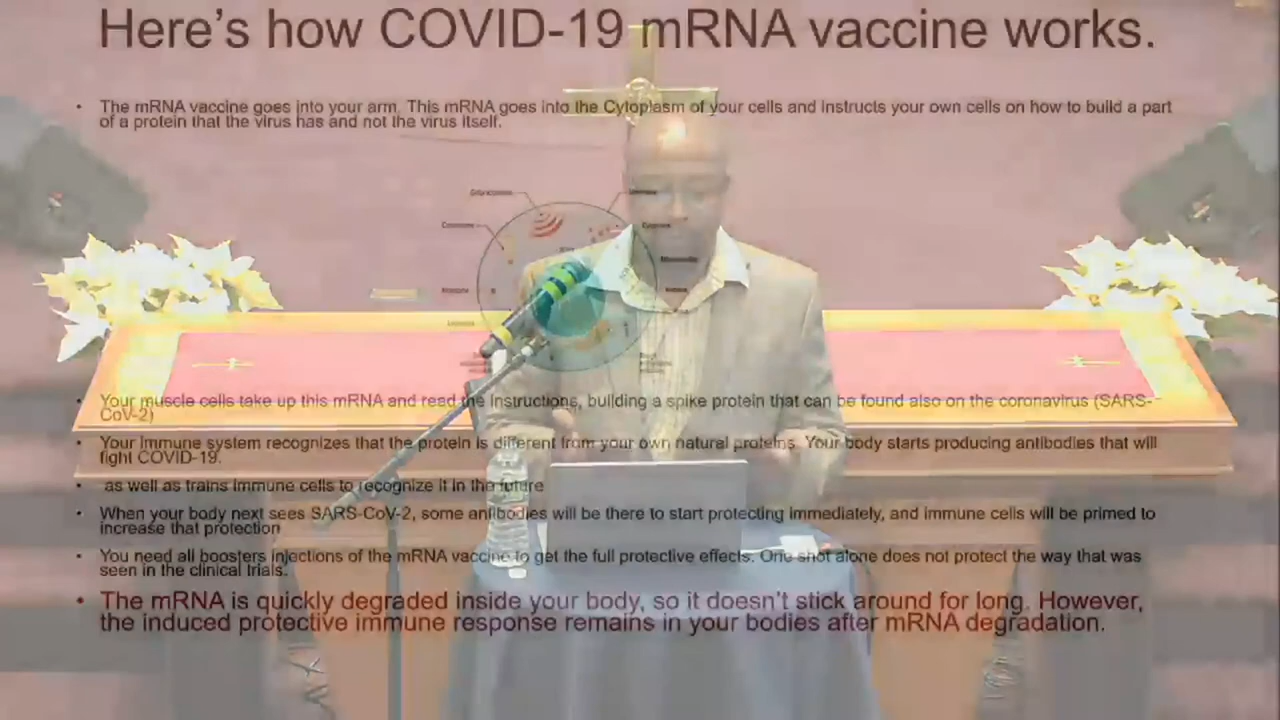 Here's how COVID-19 mRNA vaccine works.
• The mRNA vaccine goes into your arm. This mRNA goes into the Cytoplasm of your cells and instructs your own cells on how to build a part
of a protein that the virus has and not the virus itself.
• Your muscle cells take up this mRNA and read the instructions, building a spike protein that can be found also on the coronavirus (SARS-
CoV-2)
• Your immune system recognizes that the protein is different from your own natural proteins. Your body starts producing antibodies that will
fight COVID-19.
• as well as trains immune cells to recognize it in the future
• When your body next sees SARS-CoV-2, some antibodies will be there to start protecting immediately, and immune cells will be primed to
increase that protection
• You need all boosters injections of the mRNA vaccine to get the full protective effects. One shot alone does not protect the way that was
seen in the clinical trials.
• The mRNA is quickly degraded inside your body, so it doesn't stick around for long. However,
the induced protective immune response remains in your bodies after mRNA degradation.